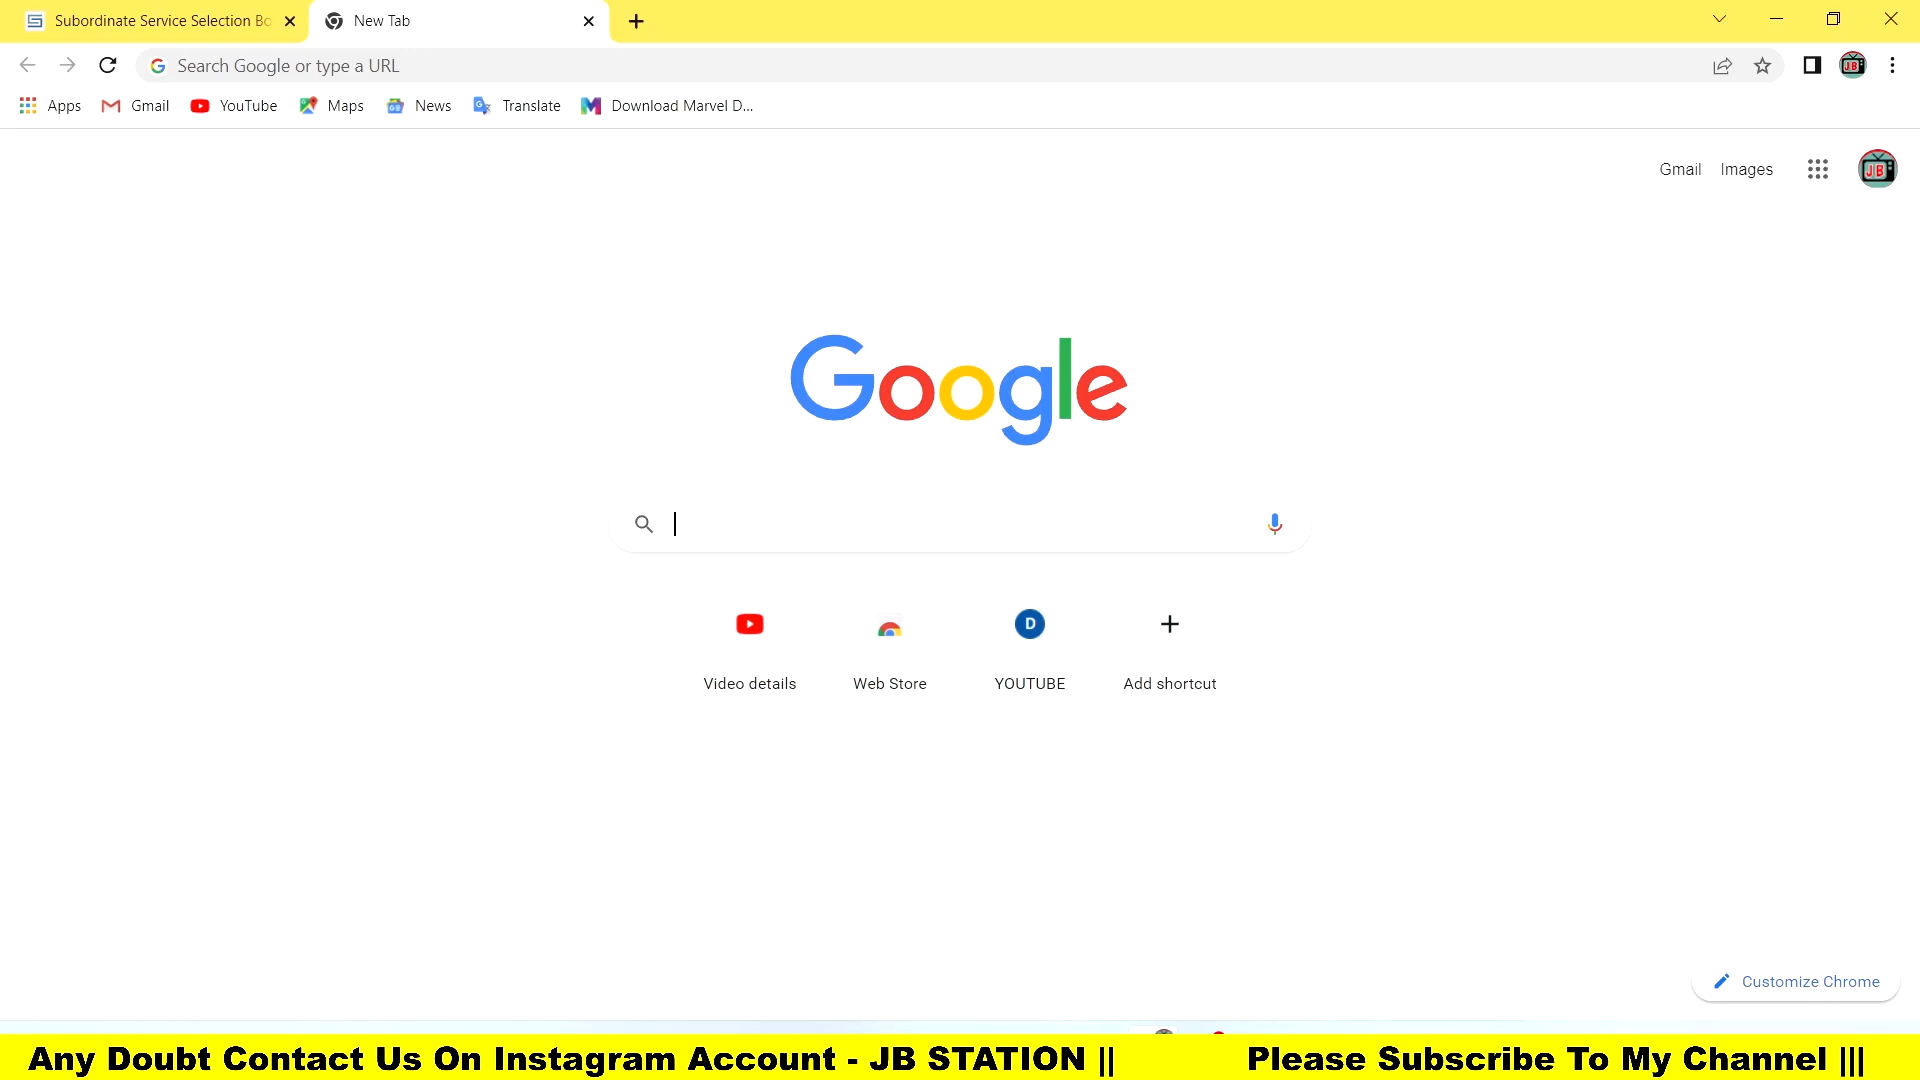 Subordinate Service Selection Bo
New Tab
Search Google or type a URL
Apps
Gmail
YouTube
Maps
News
Translate
Download Marvel D...
Gmail
Images
JB
Google
D
Video details
Web Store
YOUTUBE
Add shortcut
Customize Chrome
Any Doubt Contact Us On Instagram Account - JB STATION ||
Please Subscribe To My Channel |||